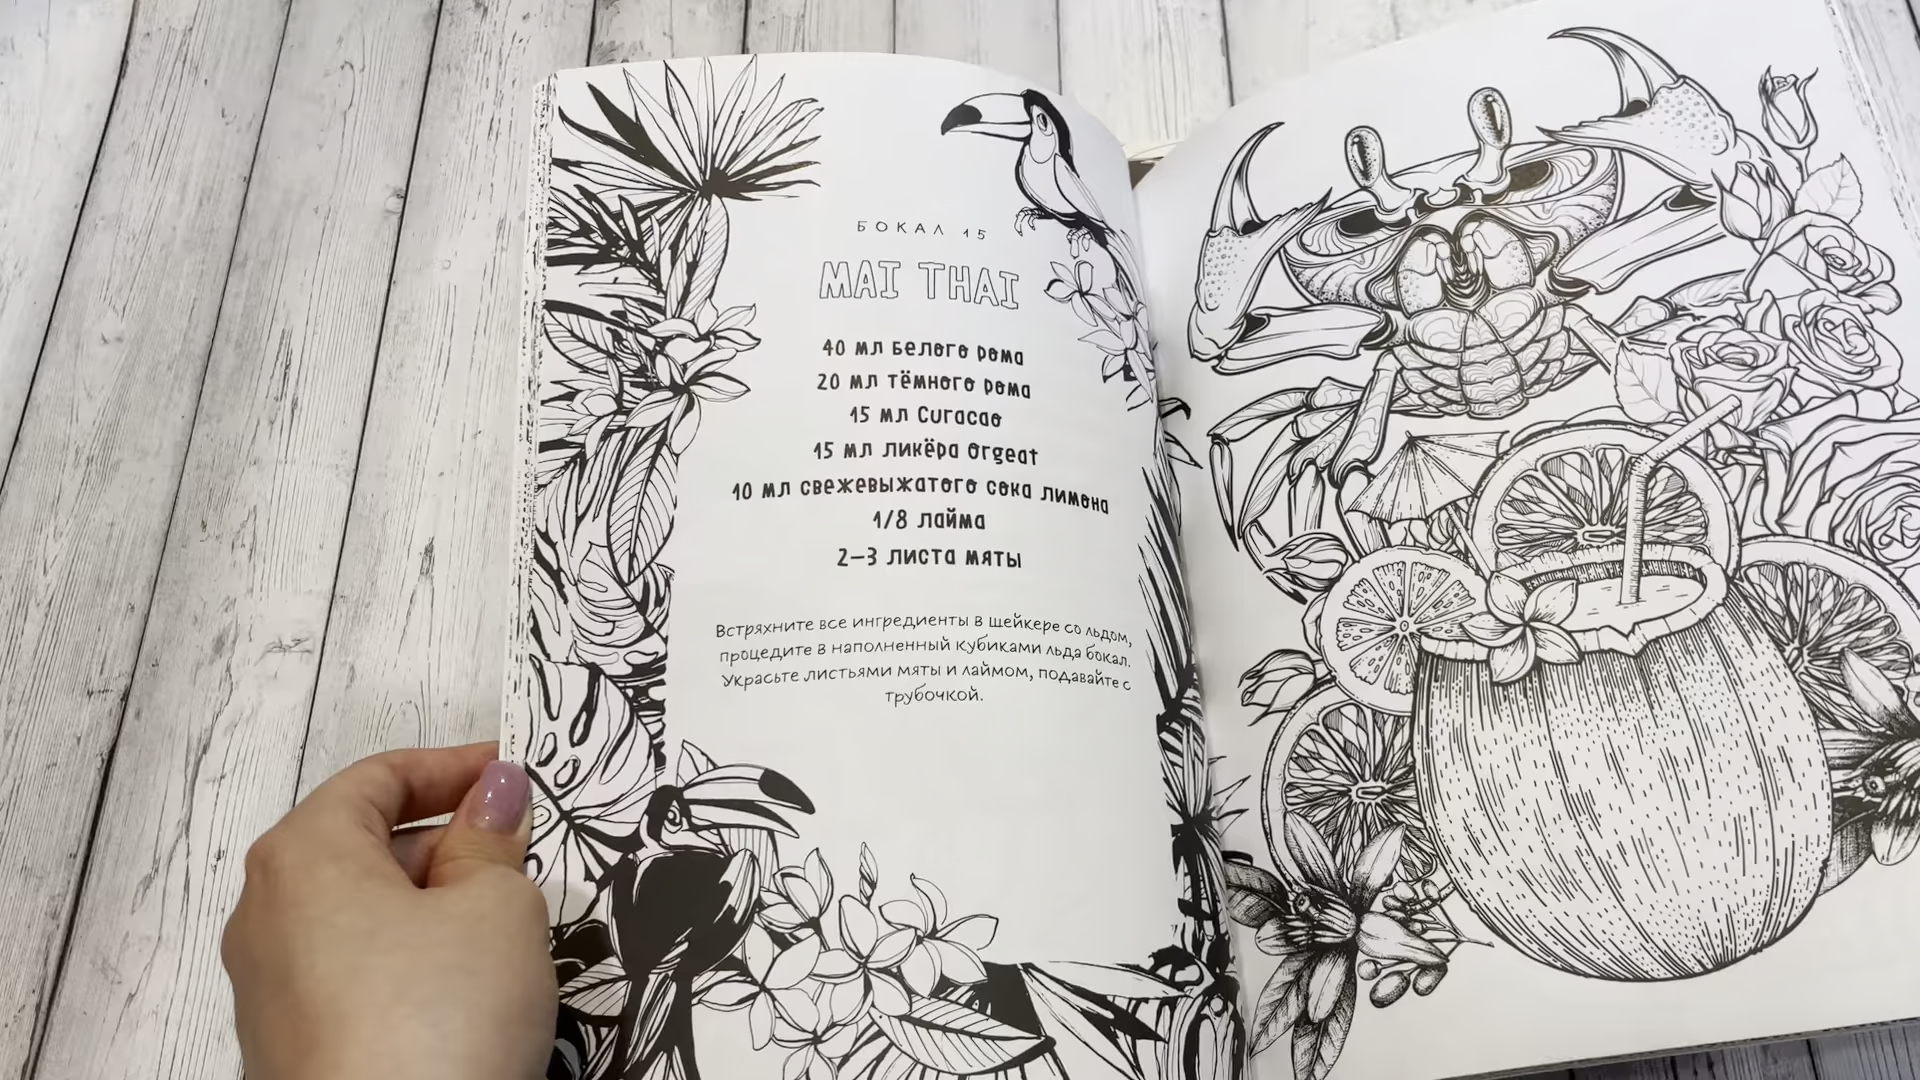 БОКАЛ 15
MAI THAI
40 мл белого рома
20 мл тёмного рома
15 мл Curacao
15 мл ликёра Orgeat
10 мл свежевыжатого сока лимона
1/8 лайма
2–3 листа мяты
Встряхните все ингредиенты в шейкере со льдом,
процедите в наполненный кубиками льда бокал.
Украсьте листьями мяты и лаймом, подавайте с
трубочкой.